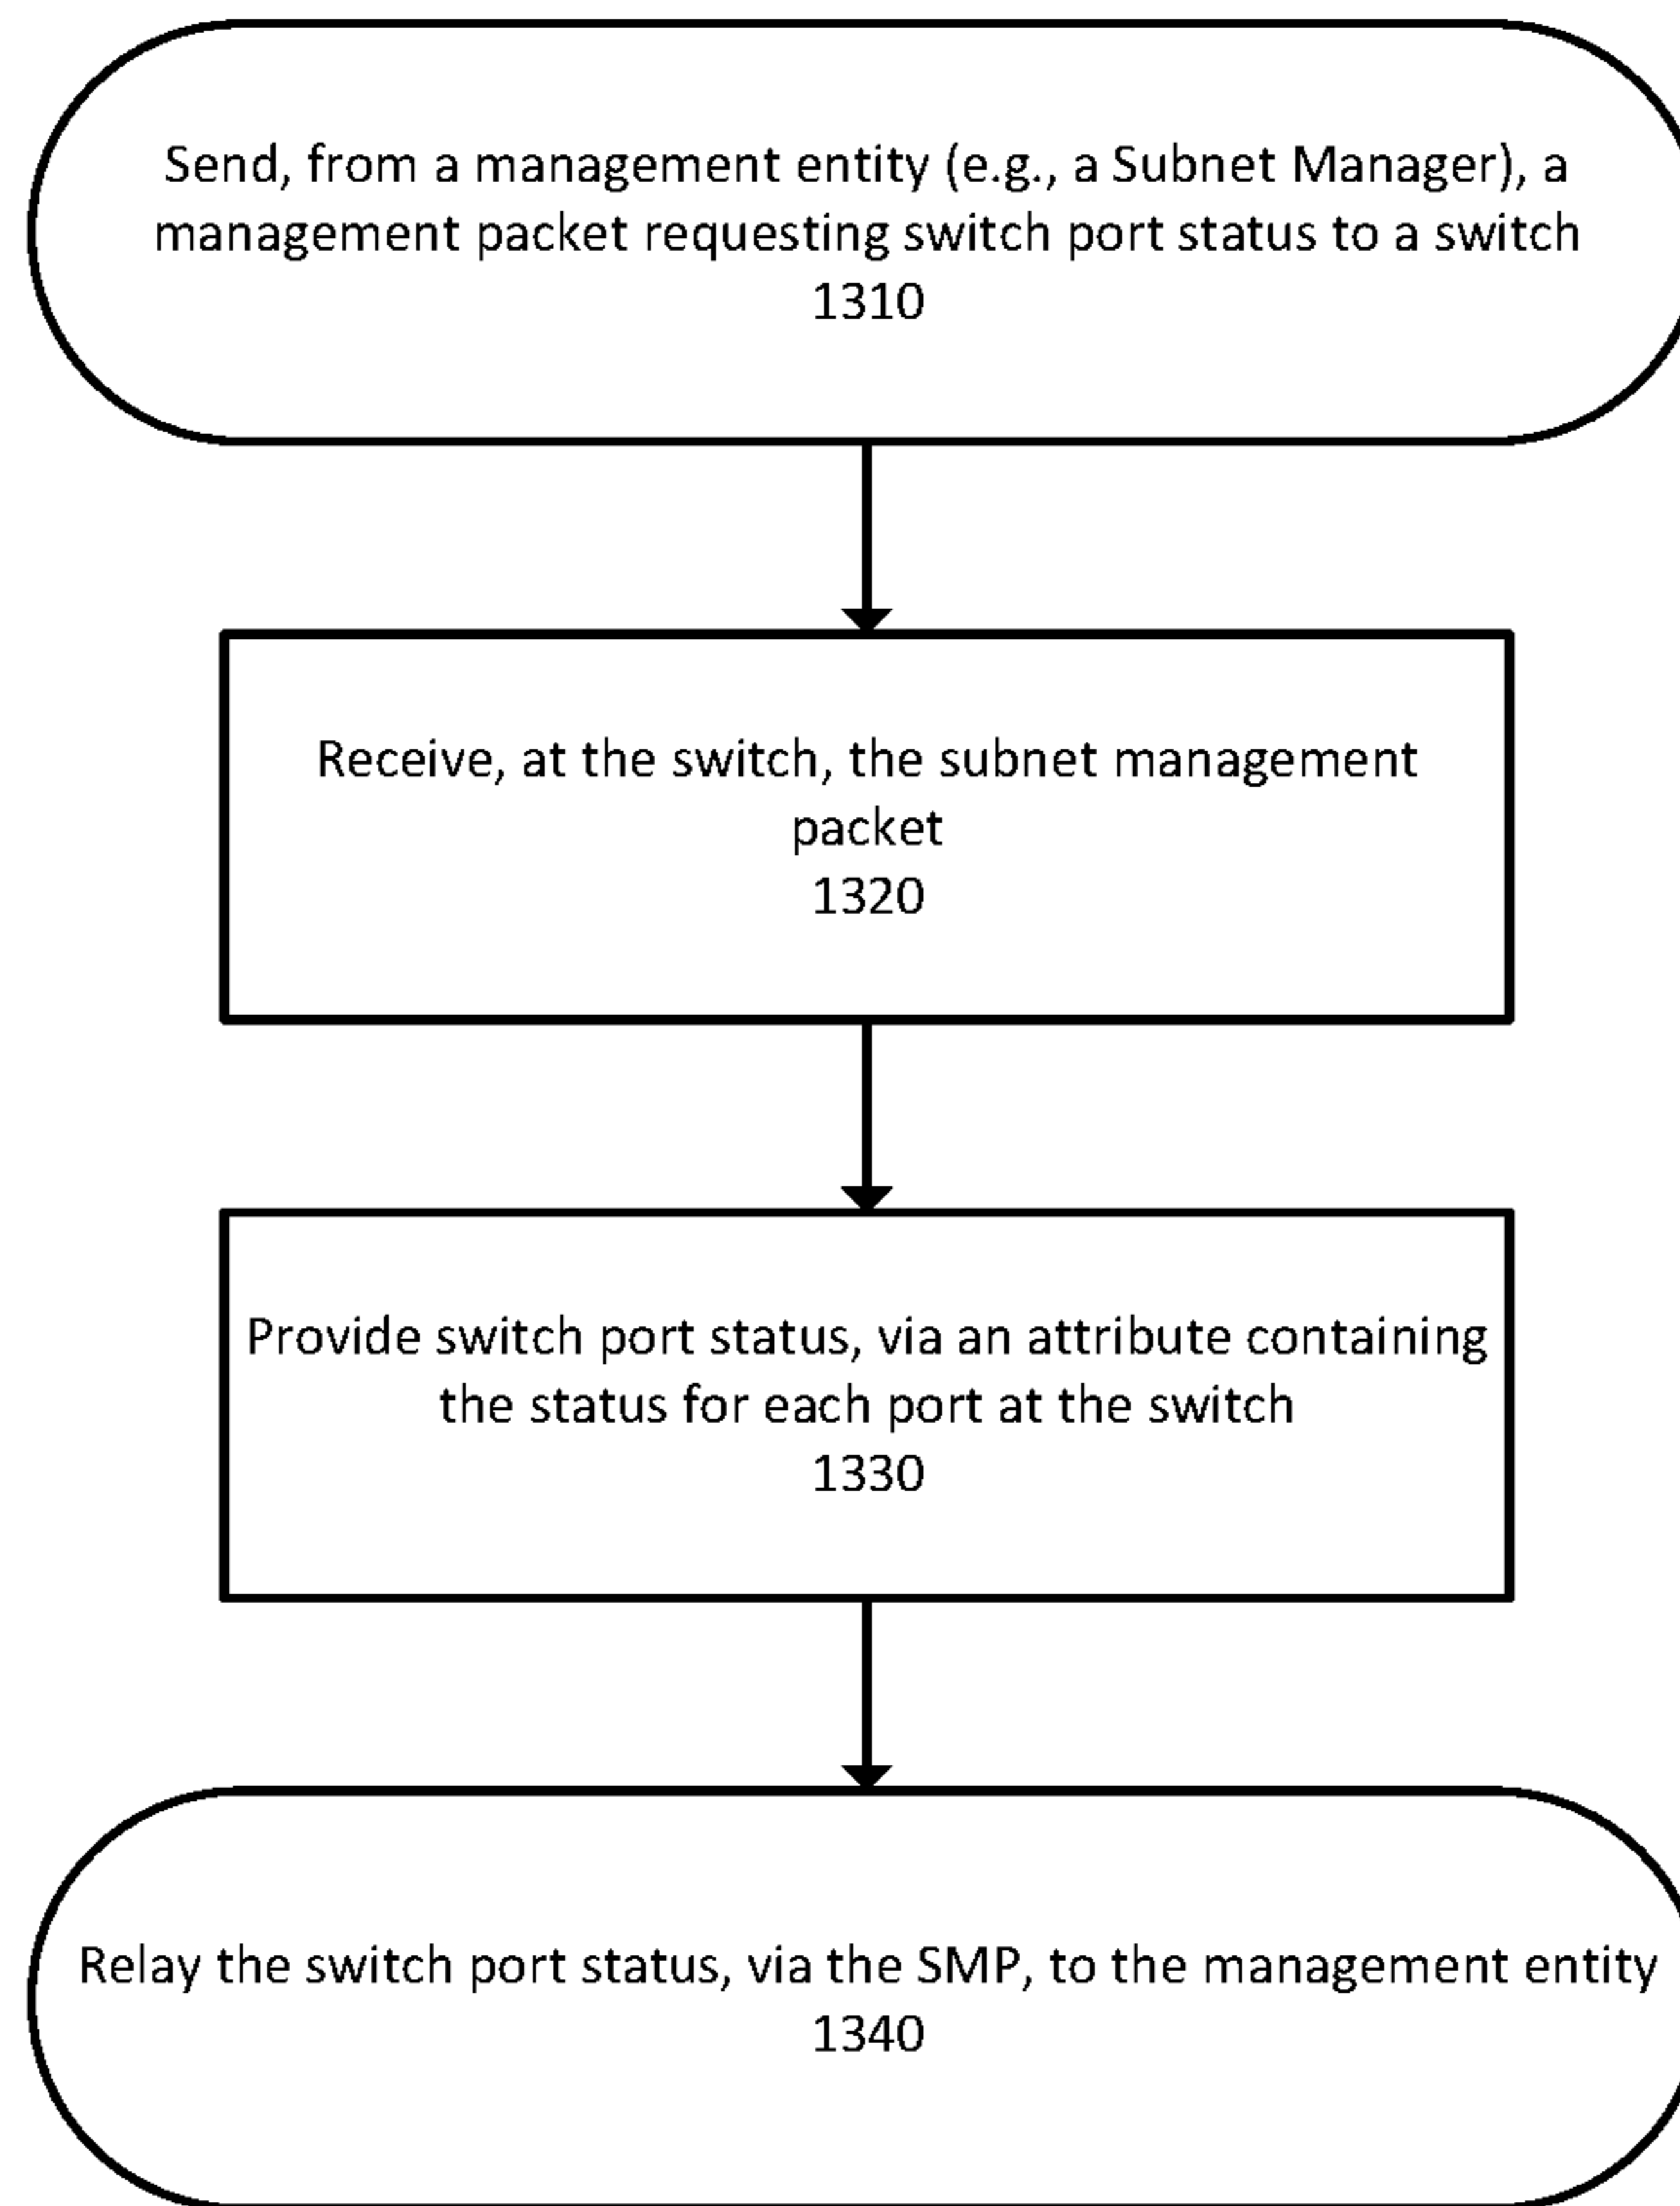 Send, from a management entity (e.g., a Subnet Manager), a
management packet requesting switch port status to a switch
1310
Receive, at the switch, the subnet management
packet
1320
Provide switch port status, via an attribute containing
the status for each port at the switch
1330
Relay the switch port status, via the SMP, to the management entity
1340